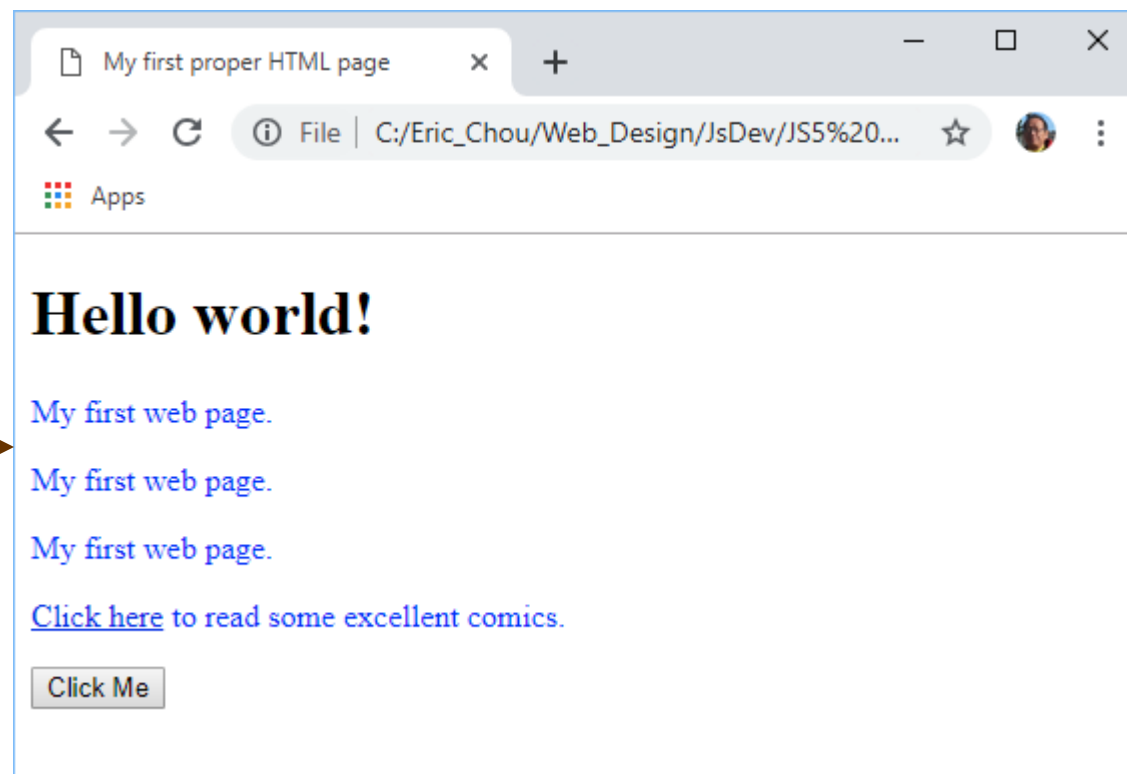 My first proper HTML page
File | C:/Eric_Chou/Web_Design/JsDev/JS5%20...
Apps
Hello world!
My first web page.
My first web page.
My first web page.
Click here to read some excellent comics.
Click Me